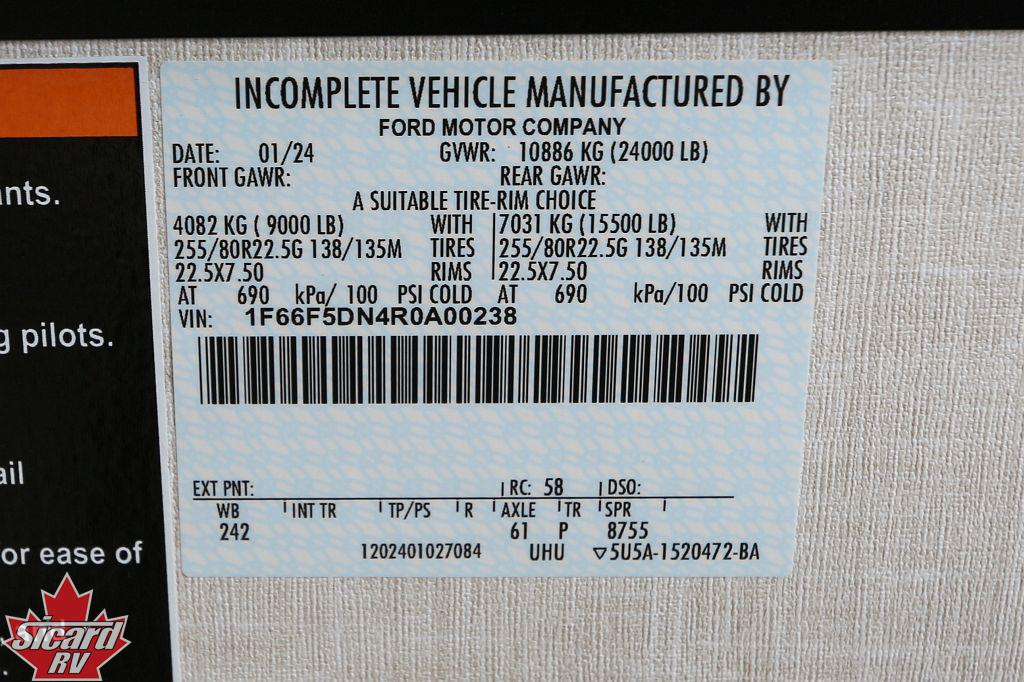 INCOMPLETE VEHICLE MANUFACTURED BY
FORD MOTOR COMPANY
DATE: 01/24 GVWR: 10886 KG (24000 LB)
FRONT GAWR: REAR GAWR:
A SUITABLE TIRE-RIM CHOICE
4082 KG ( 9000 LB) WITH 7031 KG (15500 LB) WITH
255/80R22.5G 138/135M TIRES 255/80R22.5G 138/135M TIRES
22.5X7.50 RIMS 22.5X7.50 RIMS
AT 690 kPa/ 100 PSI COLD AT 690 kPa/100 PSI COLD
VIN: 1F66F5DN4R0A00238
EXT PNT: RC: 58 DSO:
WB INT TR TP/PS R AXLE TR SPR
242 61 P 8755
1202401027084 UHU ▽5U5A-1520472-BA
nts.
g pilots.
ail
or ease of
Sicard
RV